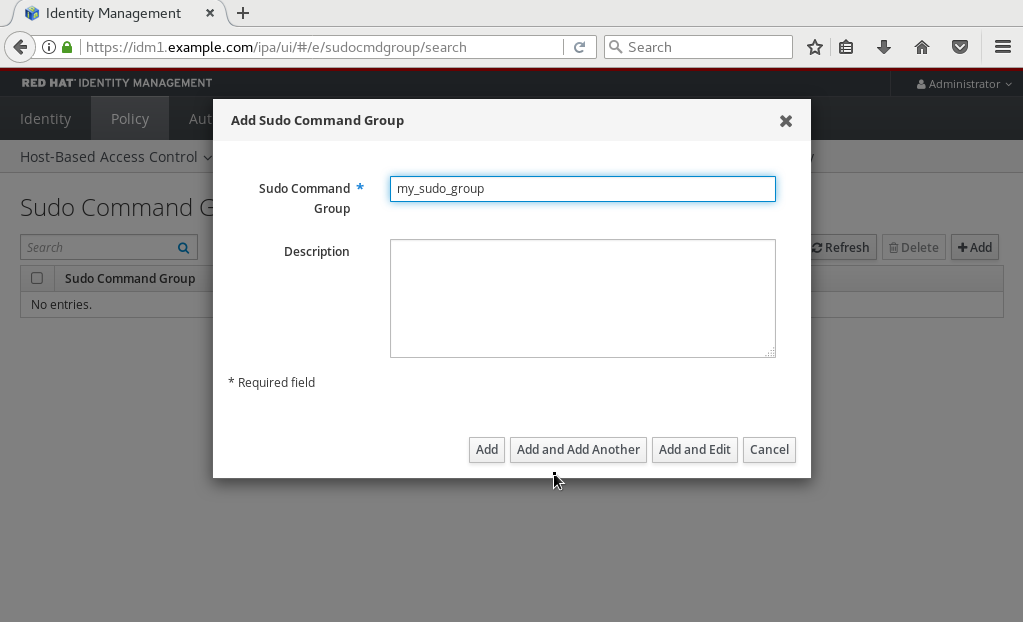 Identity Management
https://idm1.example.com/ipa/ui/#/e/sudocmdgroup/search
Search
RED HAT IDENTITY MANAGEMENT
Administrator
Identity
Policy
Host-Based Access Control
Add Sudo Command Group
Sudo Command * Group
my_sudo_group
Description
* Required field
Add
Add and Add Another
Add and Edit
Cancel
Sudo Command
Search
Refresh
Delete
+Add
Sudo Command Group
No entries.